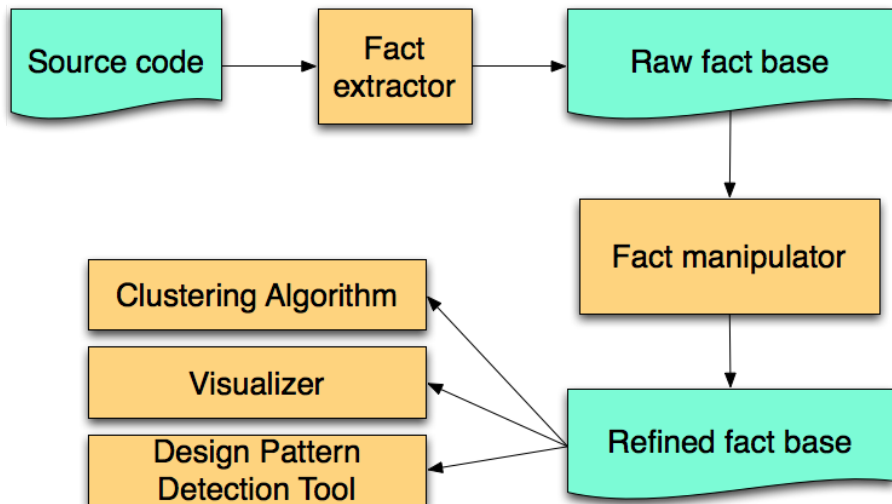 Source code
Fact
extractor
Raw fact base
Fact manipulator
Clustering Algorithm
Visualizer
Refined fact base
Design Pattern
Detection Tool